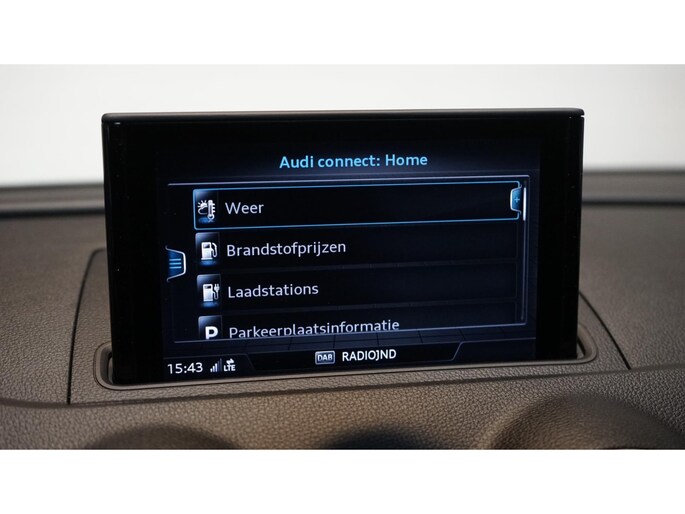 Audi connect: Home
Weer
Brandstofprijzen
Laadstations
P Parkeerplaatsinformatie
15:43 LTE DAB RADIOJND